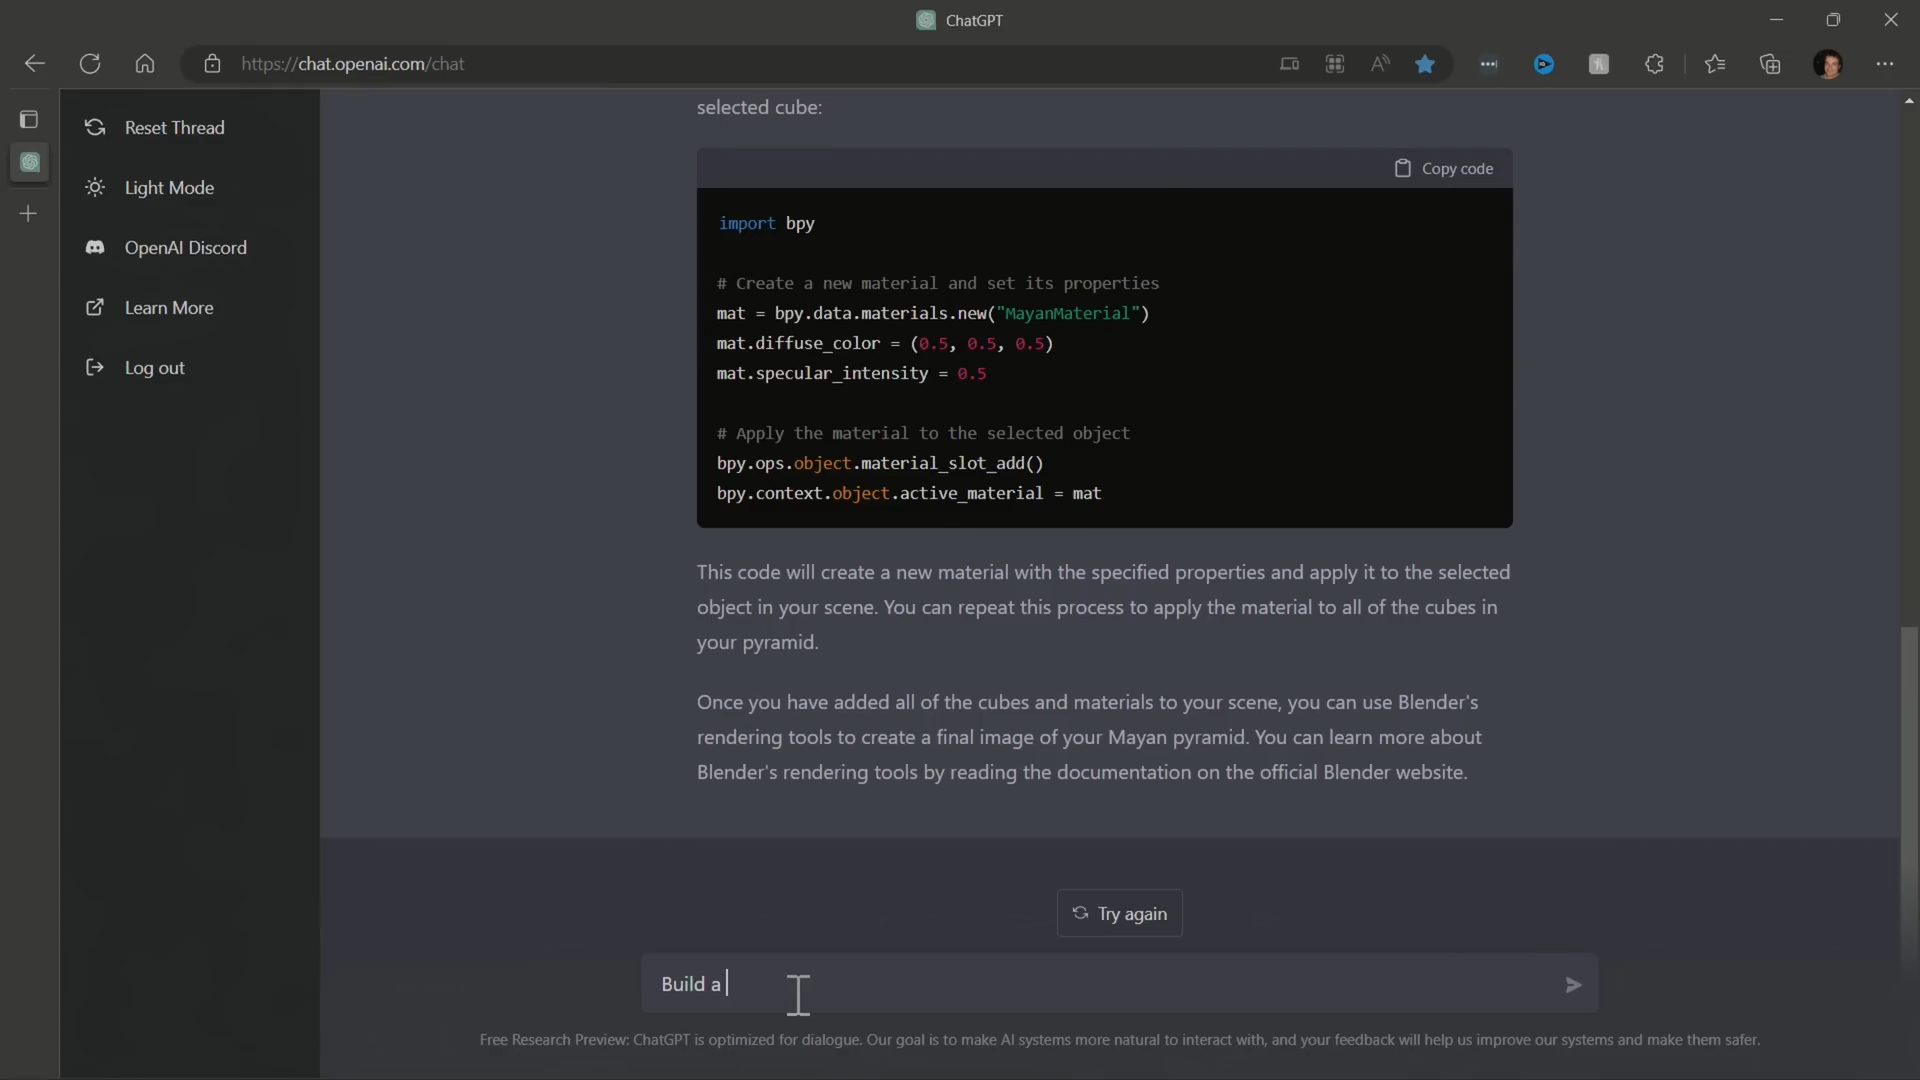 ChatGPT
https://chat.openai.com/chat
Reset Thread
Light Mode
OpenAI Discord
Learn More
Log out
selected cube:
Copy code
import bpy
# Create a new material and set its properties
mat = bpy.data.materials.new("MayanMaterial")
mat.diffuse_color = (0.5, 0.5, 0.5)
mat.specular_intensity = 0.5
# Apply the material to the selected object
bpy.ops.object.material_slot_add()
bpy.context.object.active_material = mat
This code will create a new material with the specified properties and apply it to the selected
object in your scene. You can repeat this process to apply the material to all of the cubes in
your pyramid.
Once you have added all of the cubes and materials to your scene, you can use Blender's
rendering tools to create a final image of your Mayan pyramid. You can learn more about
Blender's rendering tools by reading the documentation on the official Blender website.
Try again
Build a
Free Research Preview: ChatGPT is optimized for dialogue. Our goal is to make AI systems more natural to interact with, and your feedback will help us improve our systems and make them safer.